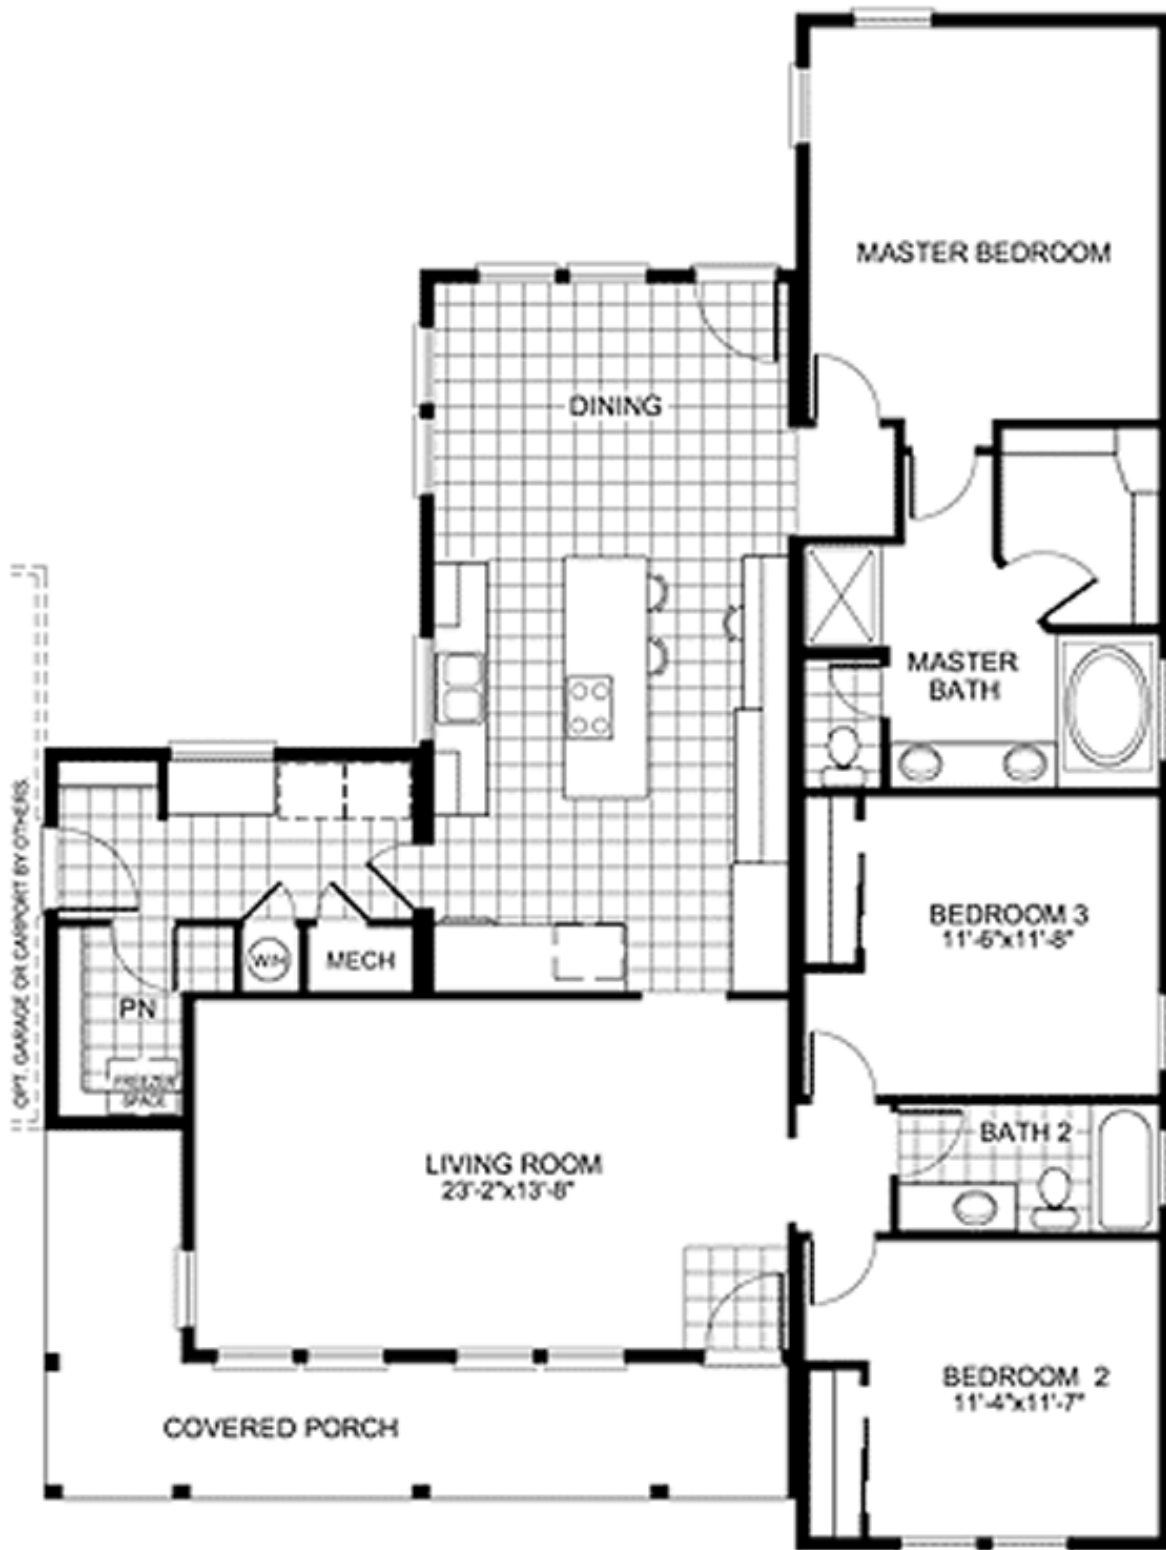 MASTER BEDROOM
DINING
MASTER
BATH
OPT. GARAGE OR CARPORT BY OTHERS
W/H
MECH
PN
FREEZER
SPACE
BEDROOM 3
11'-6"x11'-8"
BATH 2
LIVING ROOM
23'-2"x13'-8"
BEDROOM 2
11'-4"x11'-7"
COVERED PORCH